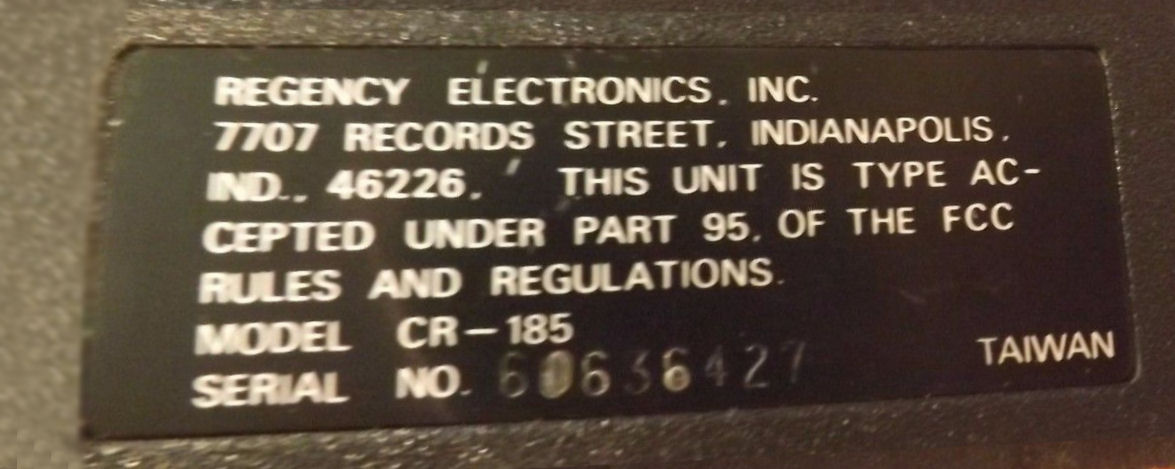 REGENCY ELECTRONICS, INC.
7707 RECORDS STREET, INDIANAPOLIS,
IND., 46226, THIS UNIT IS TYPE AC-
CEPTED UNDER PART 95, OF THE FCC
RULES AND REGULATIONS.
MODEL CR-185
SERIAL NO. 60636427
TAIWAN